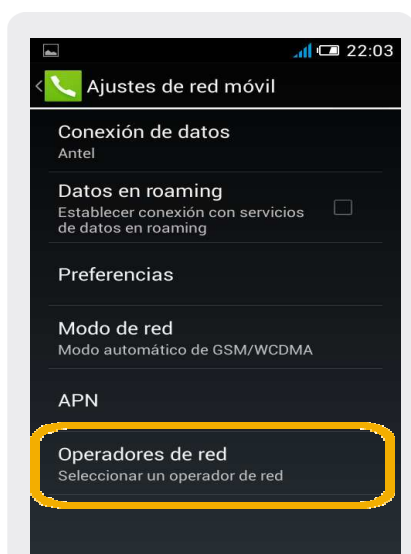 22:03
Ajustes de red móvil
Conexión de datos
Antel
Datos en roaming
Establecer conexión con servicios
de datos en roaming
Preferencias
Modo de red
Modo automático de GSM/WCDMA
APN
Operadores de red
Seleccionar un operador de red